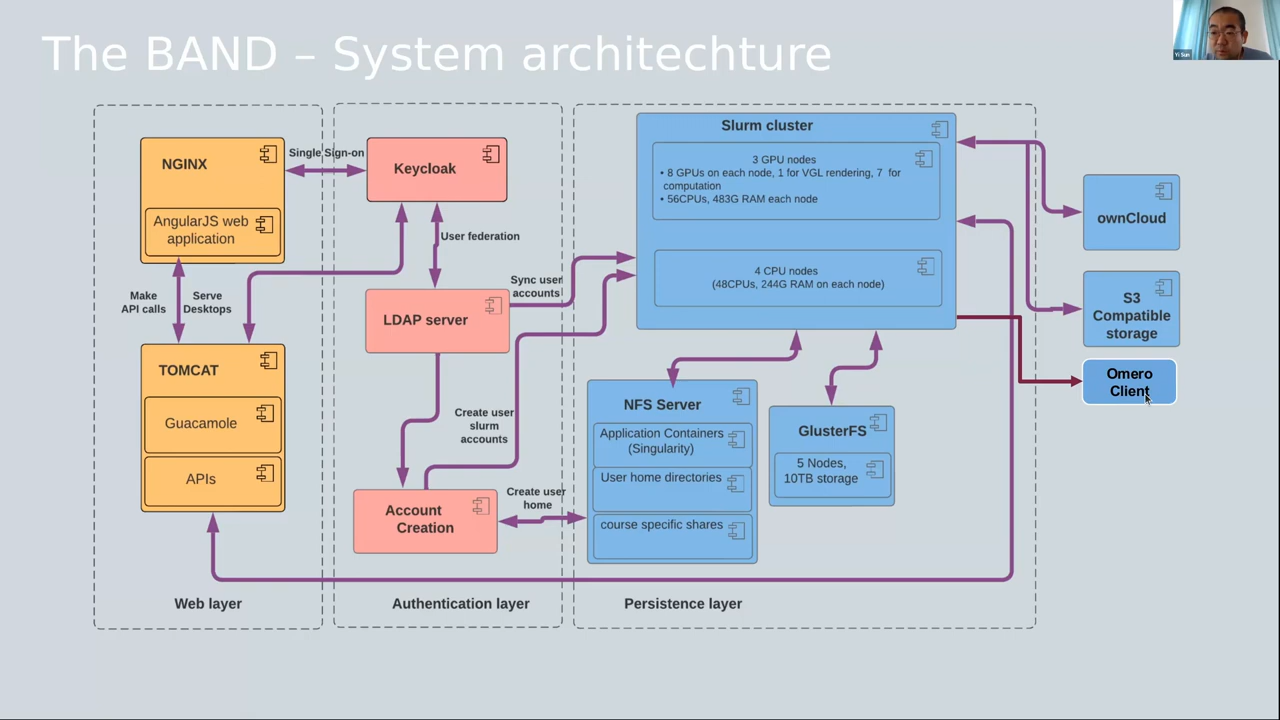 The BAND – System architechture
Yi Sun
NGINX
AngularJS web
application
Single Sign-on
Keycloak
User federation
Make
API calls
Serve
Desktops
TOMCAT
Guacamole
APIs
LDAP server
Sync user
accounts
Create user
slurm
accounts
Account
Creation
Create user
home
Slurm cluster
3 GPU nodes
• 8 GPUs on each node, 1 for VGL rendering, 7 for
computation
• 56CPUs, 483G RAM each node
4 CPU nodes
(48CPUs, 244G RAM on each node)
NFS Server
Application Containers
(Singularity)
User home directories
course specific shares
GlusterFS
5 Nodes,
10TB storage
ownCloud
S3
Compatible
storage
Omero
Client
Web layer
Authentication layer
Persistence layer